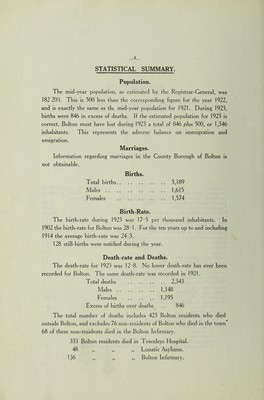 ..4..
STATISTICAL SUMMARY.
Population.
The mid-year population, as estimated by the Registrar-General, was
182 203. This is 500 less than the corresponding figure for the year 1922,
and is exactly the same as the mid-year population for 1921. During 1923,
births were 846 in excess of deaths. If the estimated population for 1923 is
correct, Bolton must have lost during 1923 a total of 846 plus 500, or 1,346
inhabitants. This represents the adverse balance on immigration and
emigration.
Marriages.
Information regarding marriages in the County Borough of Bolton is
not obtainable.
Births.
Total births.. .. .. .. .. 3,189
Males .. .. .. .. .. 1,615
Females .. .. .. .. .. 1,574
Birth-Rate.
The birth-rate during 1923 was 17·5 per thousand inhabitants. In
1902 the birth-rate for Bolton was 28·1. For the ten years up to and including
1914 the average birth-rate was 24·3.
128 still-births were notified during the year.
Death-rate and Deaths.
The death-rate for 1923 was 12·8. No lower death-rate has ever been
recorded for Bolton. The same death-rate was recorded in 1921.
Total deaths .. .. .. .. 2,343
Males .. .. .. .. 1,148
Females .. .. .. 1,195
Excess of births over deaths .. 846
The total number of deaths includes 423 Bolton residents who died
outside Bolton, and excludes 76 non-residents of Bolton who died in the town
68 of these non-residents died in the Bolton Infirmary.
333 Bolton residents died in Townleys Hospital.
48 „ „ „ Lunatic Asylums.
136 „ „ „ Bolton Infirmary.